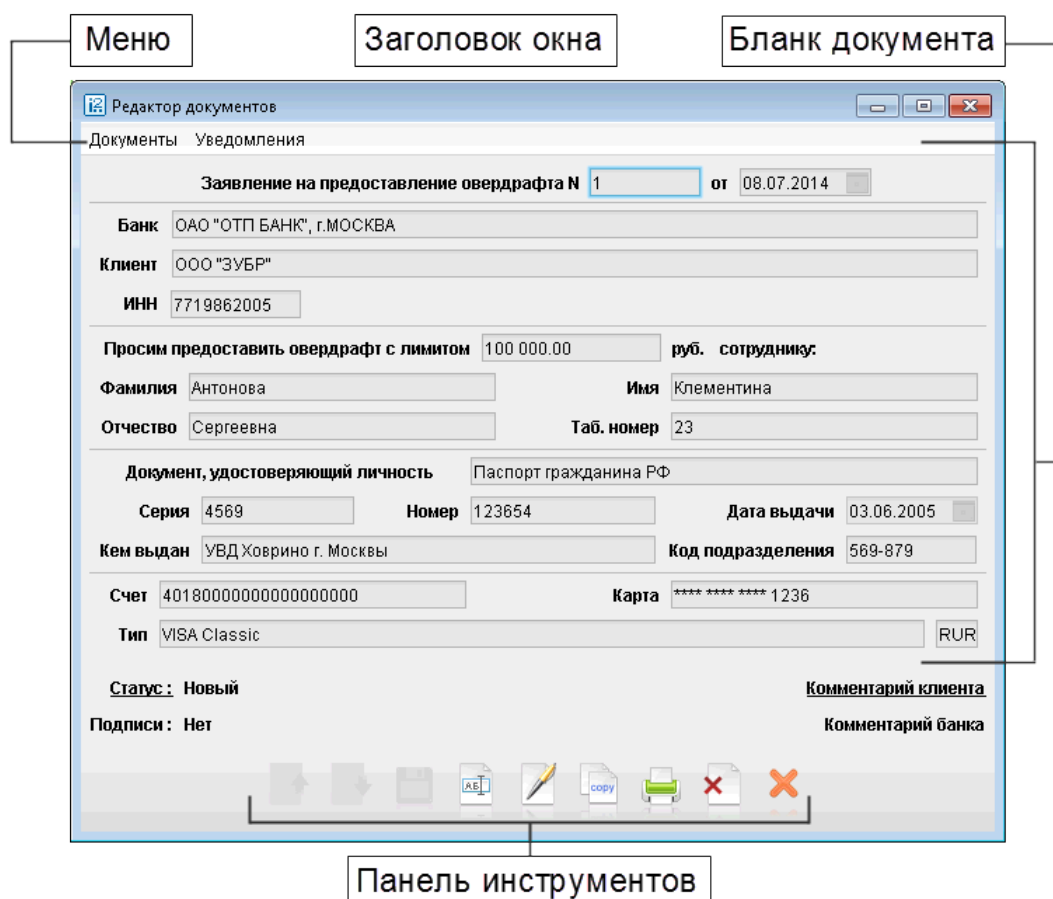 Меню Заголовок окна Бланк документа
Редактор документов
Документы Уведомления
Заявление на предоставление овердрафта N 1 от 08.07.2014
Банк ОАО "ОТП БАНК", г.МОСКВА
Клиент ООО "ЗУБР"
ИНН 7719862005
Просим предоставить овердрафт с лимитом 100 000.00 руб. сотруднику:
Фамилия Антонова Имя Клементина
Отчество Сергеевна Таб. номер 23
Документ, удостоверяющий личность Паспорт гражданина РФ
Серия 4569 Номер 123654 Дата выдачи 03.06.2005
Кем выдан УВД Ховрино г. Москвы Код подразделения 569-879
Счет 40180000000000000000 Карта **** **** **** 1236
Тип VISA Classic RUR
Статус : Новый Комментарий клиента
Подписи : Нет Комментарий банка
АБ copy
Панель инструментов